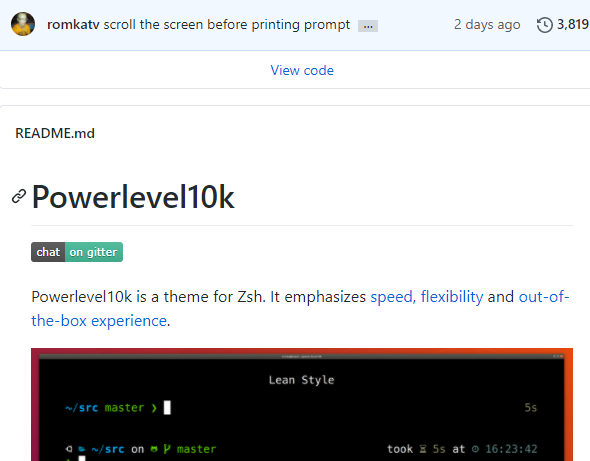 romkatv scroll the screen before printing prompt ... 2 days ago 3,819
View code
README.md
Powerlevel10k
chat on gitter
Powerlevel10k is a theme for Zsh. It emphasizes speed, flexibility and out-of-
the-box experience.
Lean Style
~/src master ❯ 5s
~/src on master took 5s at 16:23:42